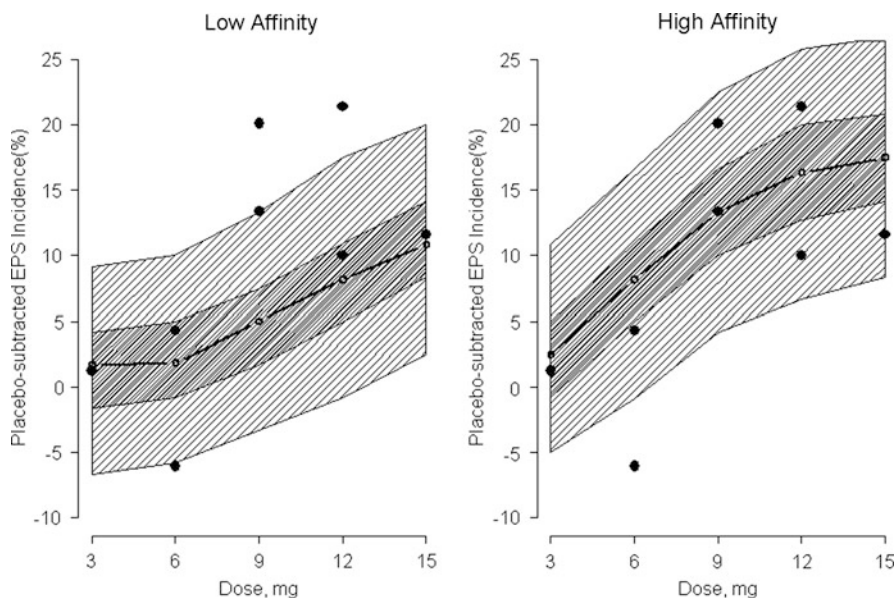 Low Affinity
Placebo-subtracted EPS Incidence(%)
25
20
15
10
5
0
-5
-10
3 6 9 12 15
Dose, mg
High Affinity
Placebo-subtracted EPS Incidence(%)
25
20
15
10
5
0
-5
-10
3 6 9 12 15
Dose, mg